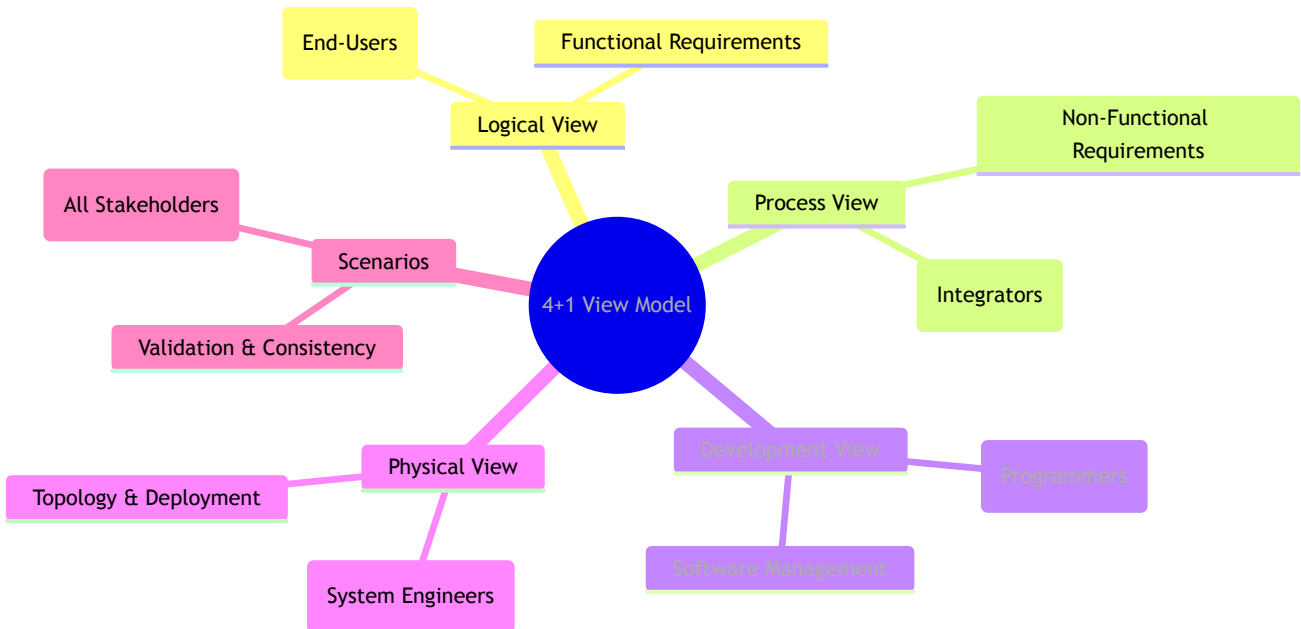 End-Users
Functional Requirements
Logical View
Non-Functional
Requirements
Process View
Integrators
All Stakeholders
Scenarios
Validation & Consistency
4+1 View Model
Development View
Programmers
Software Management
Physical View
Topology & Deployment
System Engineers